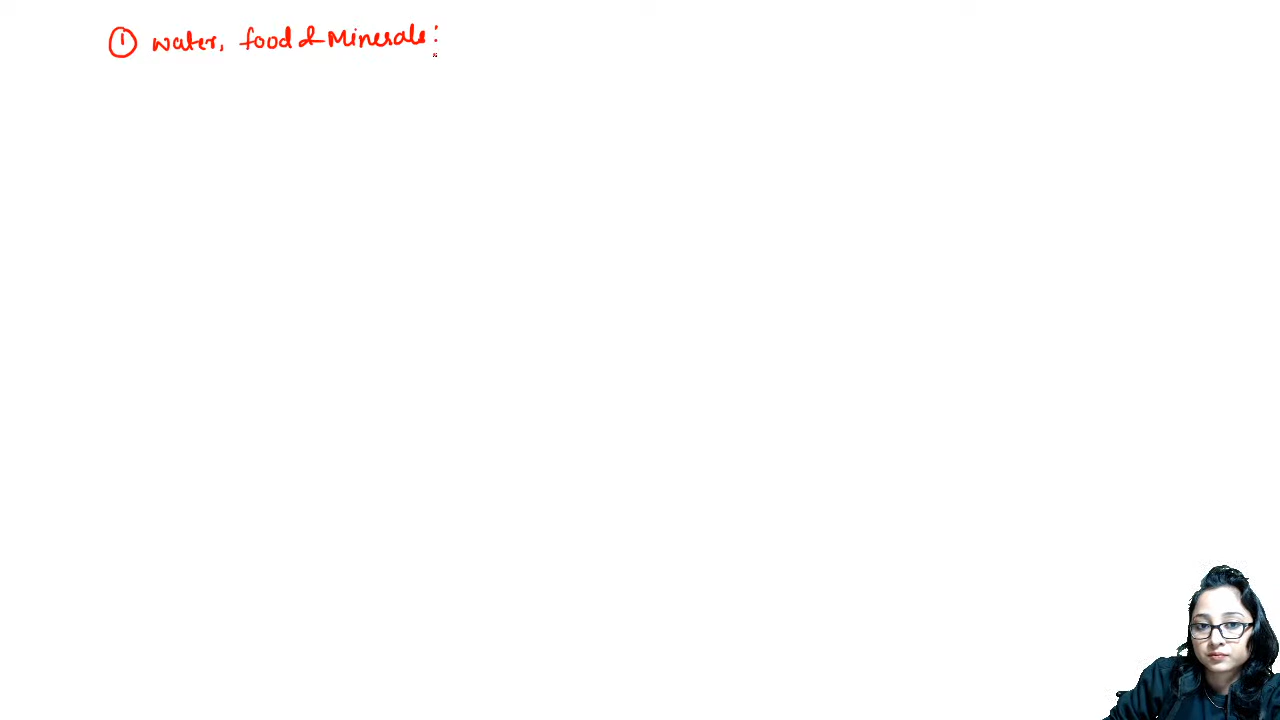 ① water, food & Minerals: